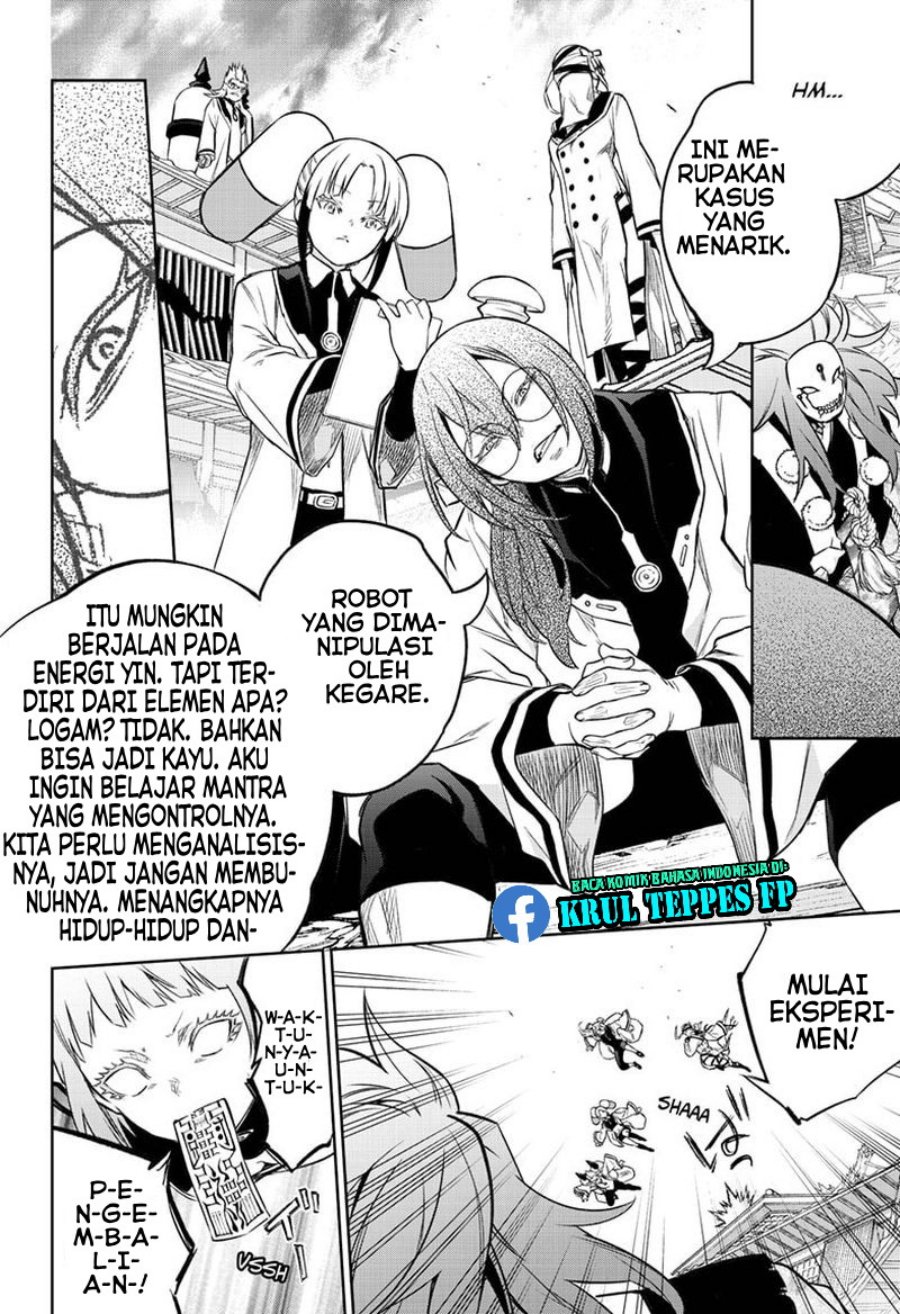 HM...
INI ME-
RUPAKAN
KASUS
YANG
MENARIK.
ROBOT
YANG DIMA-
NIPULASI
OLEH
KEGARE.
ITU MUNGKIN
BERJALAN PADA
ENERGI YIN. TAPI TER-
DIRI DARI ELEMEN APA?
LOGAM? TIDAK. BAHKAN
BISA JADI KAYU. AKU
INGIN BELAJAR MANTRA
YANG MENGONTROLNYA.
KITA PERLU MENGANALISIS-
NYA, JADI JANGAN MEMBU-
NUHNYA. MENANGKAPNYA
HIDUP-HIDUP DAN-
BACA KOMIK BAHASA INDONESIA DI:
f KRUL TEPPES FP
MULAI
EKSPERI-
MEN!
SHAAA
ばっ
W-A-K-
T-U-
N-Y-A-
U-N-
T-U-K-
P-E-
N-G-E-
M-B-A-
L-I-
A-N-!
VSSH